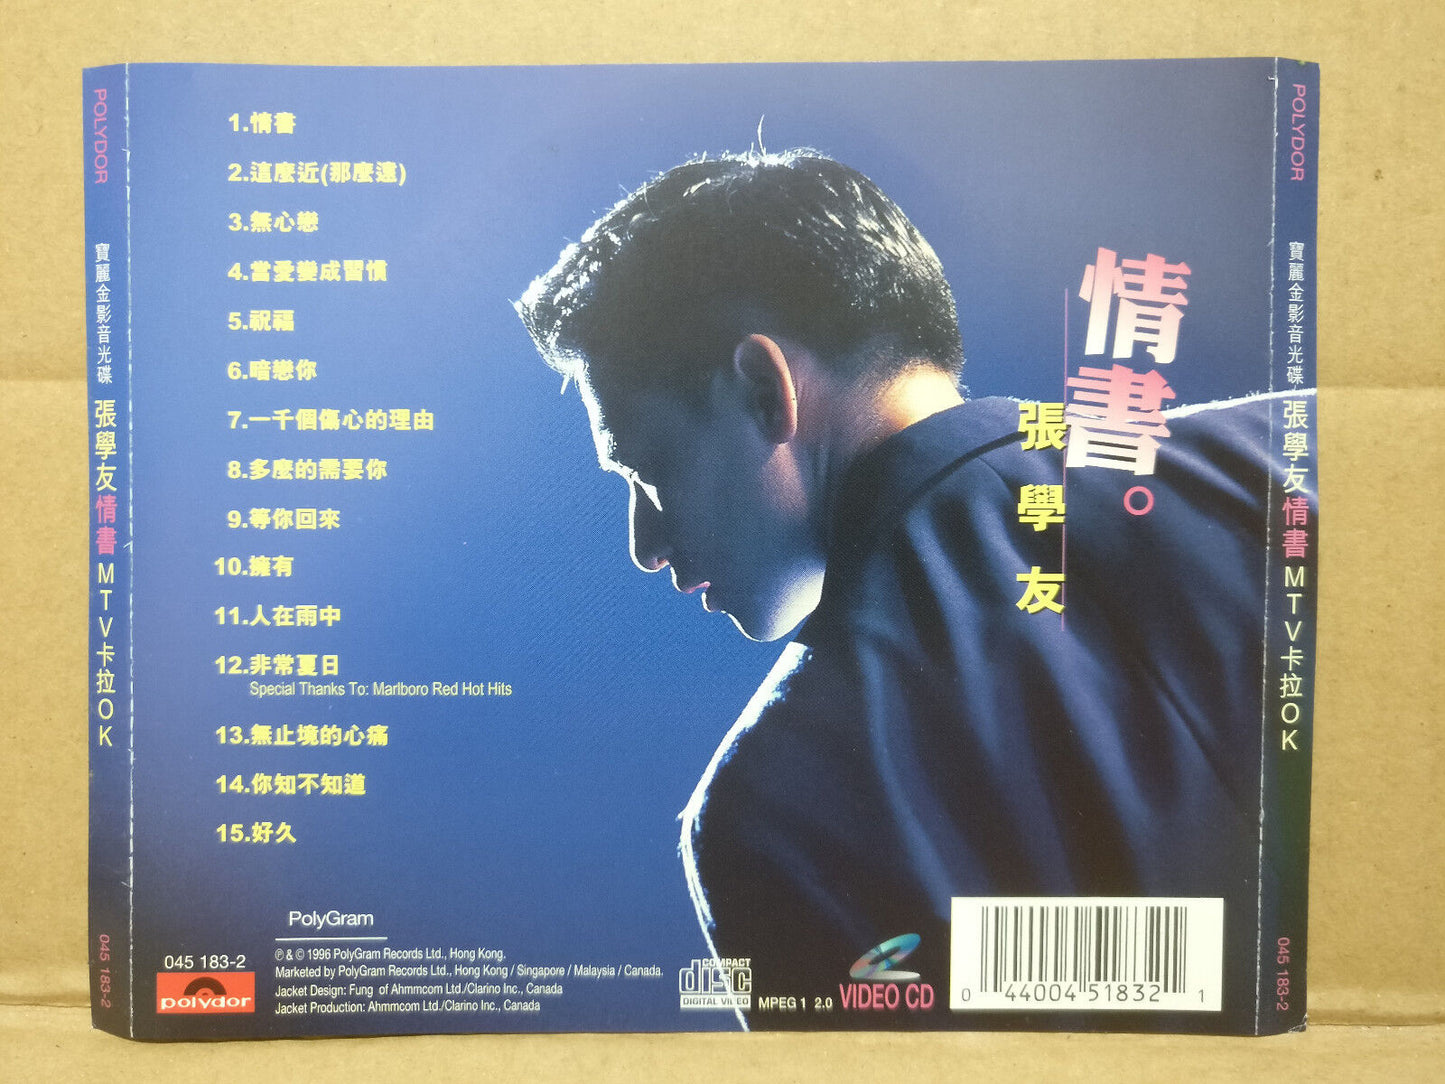 POLYDOR
寶麗金影音光碟
張學友情書MTV卡拉OK
045 183-2
1.情書
2.這麼近(那麼遠)
3.無心戀
4.當愛變成習慣
5.祝福
6.暗戀你
7.一千個傷心的理由
8.多麼的需要你
9.等你回來
10.擁有
11.人在雨中
12.非常夏日
Special Thanks To: Marlboro Red Hot Hits
13.無止境的心痛
14.你知不知道
15.好久
情書。
張學友
PolyGram
045 183-2
polydor
℗ & © 1996 PolyGram Records Ltd., Hong Kong.
Marketed by PolyGram Records Ltd., Hong Kong / Singapore / Malaysia / Canada.
Jacket Design: Fung of Ahmmcom Ltd./Clarino Inc., Canada
Jacket Production: Ahmmcom Ltd./Clarino Inc., Canada
COMPACT
disc
DIGITAL VIDEO
MPEG 1 2.0
VIDEO CD
0 44004 51832 1
POLYDOR
寶麗金影音光碟
張學友情書MTV卡拉OK
045 183-2